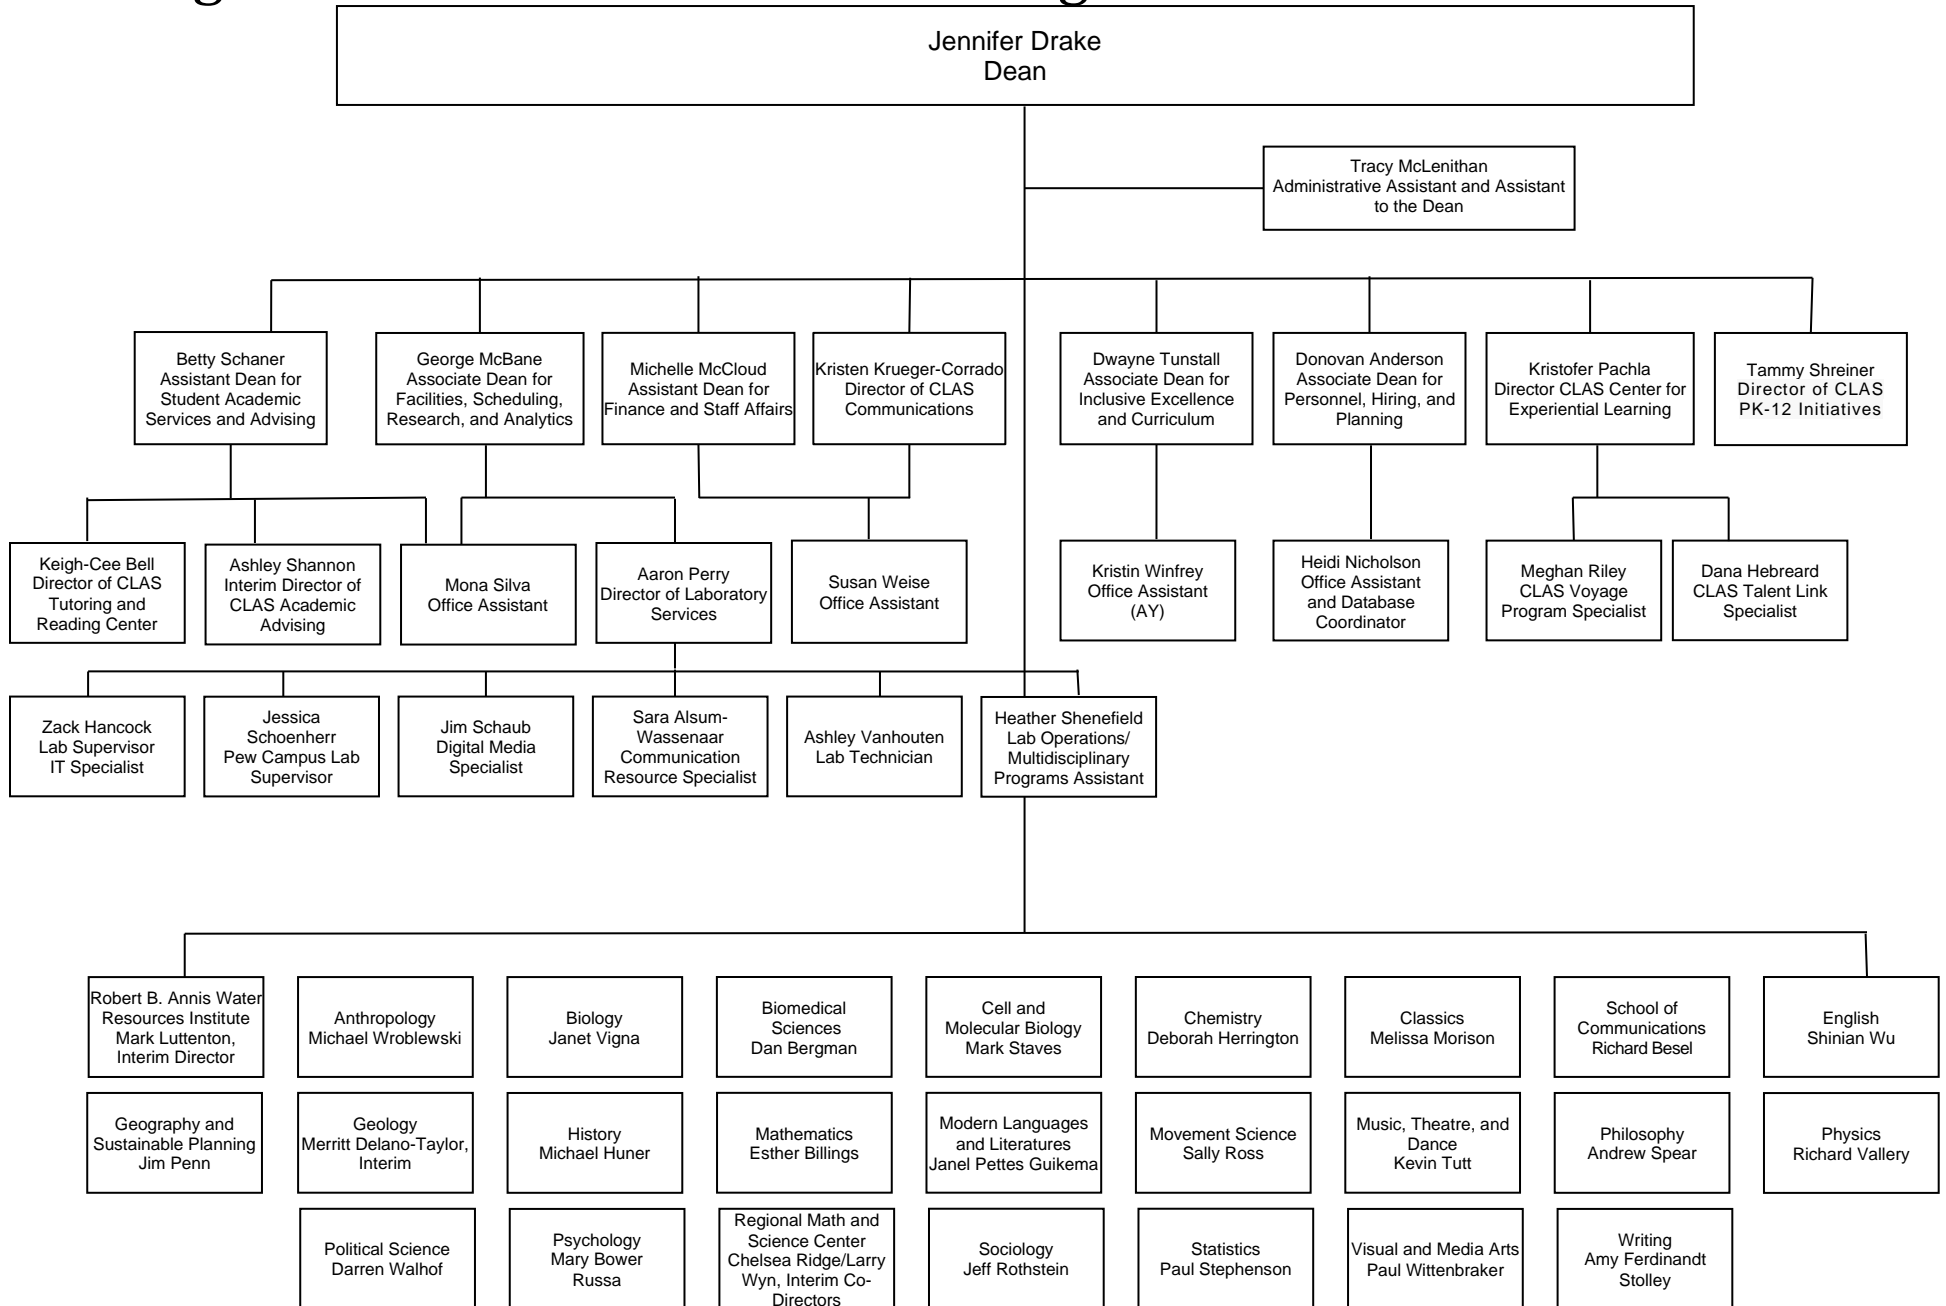 Jennifer Drake
Dean
Tracy McLenithan
Administrative Assistant and Assistant
to the Dean
Betty Schaner
Assistant Dean for
Student Academic
Services and Advising
George McBane
Associate Dean for
Facilities, Scheduling,
Research, and Analytics
Michelle McCloud
Assistant Dean for
Finance and Staff Affairs
Kristen Krueger-Corrado
Director of CLAS
Communications
Dwayne Tunstall
Associate Dean for
Inclusive Excellence
and Curriculum
Donovan Anderson
Associate Dean for
Personnel, Hiring, and
Planning
Kristofer Pachla
Director CLAS Center for
Experiential Learning
Tammy Shreiner
Director of CLAS
PK-12 Initiatives
Keigh-Cee Bell
Director of CLAS
Tutoring and
Reading Center
Ashley Shannon
Interim Director of
CLAS Academic
Advising
Mona Silva
Office Assistant
Aaron Perry
Director of Laboratory
Services
Susan Weise
Office Assistant
Kristin Winfrey
Office Assistant
(AY)
Heidi Nicholson
Office Assistant
and Database
Coordinator
Meghan Riley
CLAS Voyage
Program Specialist
Dana Hebreard
CLAS Talent Link
Specialist
Zack Hancock
Lab Supervisor
IT Specialist
Jessica
Schoenherr
Pew Campus Lab
Supervisor
Jim Schaub
Digital Media
Specialist
Sara Alsum-
Wassenaar
Communication
Resource Specialist
Ashley Vanhouten
Lab Technician
Heather Shenefield
Lab Operations/
Multidisciplinary
Programs Assistant
Robert B. Annis Water
Resources Institute
Mark Luttenton,
Interim Director
Anthropology
Michael Wroblewski
Biology
Janet Vigna
Biomedical
Sciences
Dan Bergman
Cell and
Molecular Biology
Mark Staves
Chemistry
Deborah Herrington
Classics
Melissa Morison
School of
Communications
Richard Besel
English
Shinian Wu
Geography and
Sustainable Planning
Jim Penn
Geology
Merritt Delano-Taylor,
Interim
History
Michael Huner
Mathematics
Esther Billings
Modern Languages
and Literatures
Janel Pettes Guikema
Movement Science
Sally Ross
Music, Theatre, and
Dance
Kevin Tutt
Philosophy
Andrew Spear
Physics
Richard Vallery
Political Science
Darren Walhof
Psychology
Mary Bower
Russa
Regional Math and
Science Center
Chelsea Ridge/Larry
Wyn, Interim Co-
Directors
Sociology
Jeff Rothstein
Statistics
Paul Stephenson
Visual and Media Arts
Paul Wittenbraker
Writing
Amy Ferdinandt
Stolley